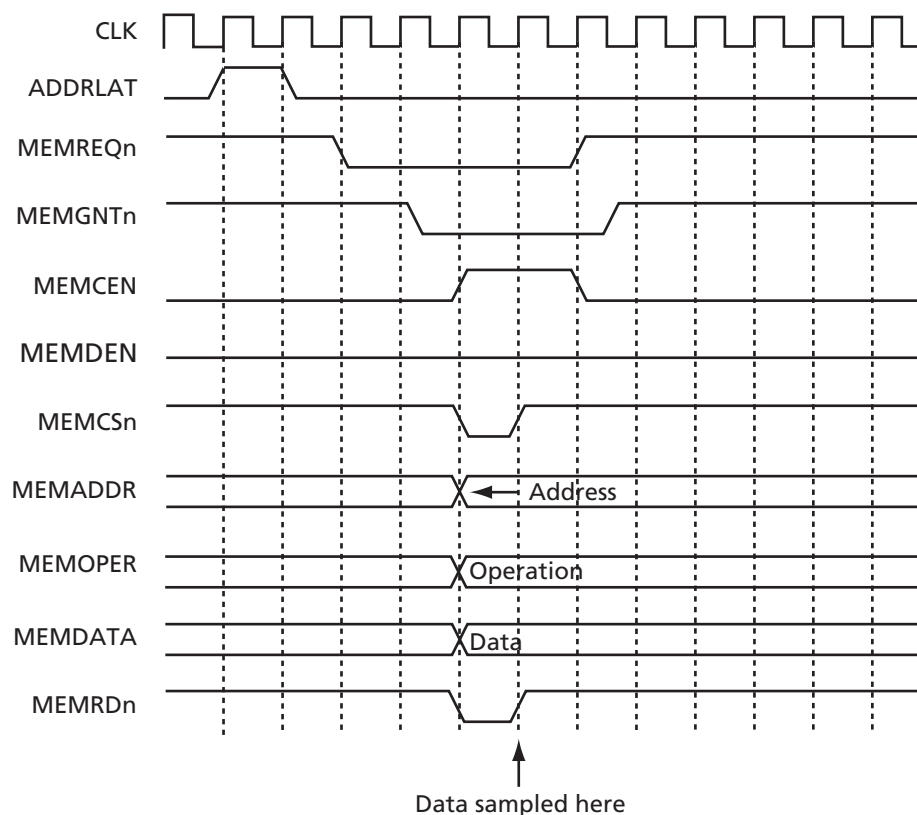 CLK
ADDRLAT
MEMREQn
MEMGNTn
MEMCEN
MEMDEN
MEMCSn
MEMADDR
Address
MEMOPER
Operation
MEMDATA
Data
MEMRDn
Data sampled here